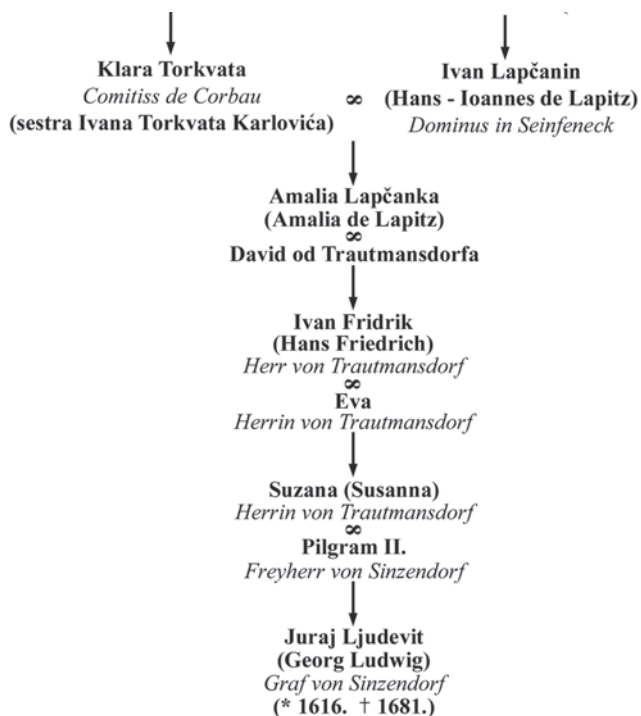 Klara Torkvata
Comitiss de Corbau
(sestra Ivana Torkvata Karlovića)
∞
Ivan Lapčanin
(Hans - Ioannes de Lapitz)
Dominus in Seinfeneck
Amalia Lapčanka
(Amalia de Lapitz)
∞
David od Trautmansdorfa
Ivan Fridrik
(Hans Friedrich)
Herr von Trautmansdorf
∞
Eva
Herrin von Trautmansdorf
Suzana (Susanna)
Herrin von Trautmansdorf
∞
Pilgram II.
Freyherr von Sinzendorf
Juraj Ljudevit
(Georg Ludwig)
Graf von Sinzendorf
(* 1616. † 1681.)